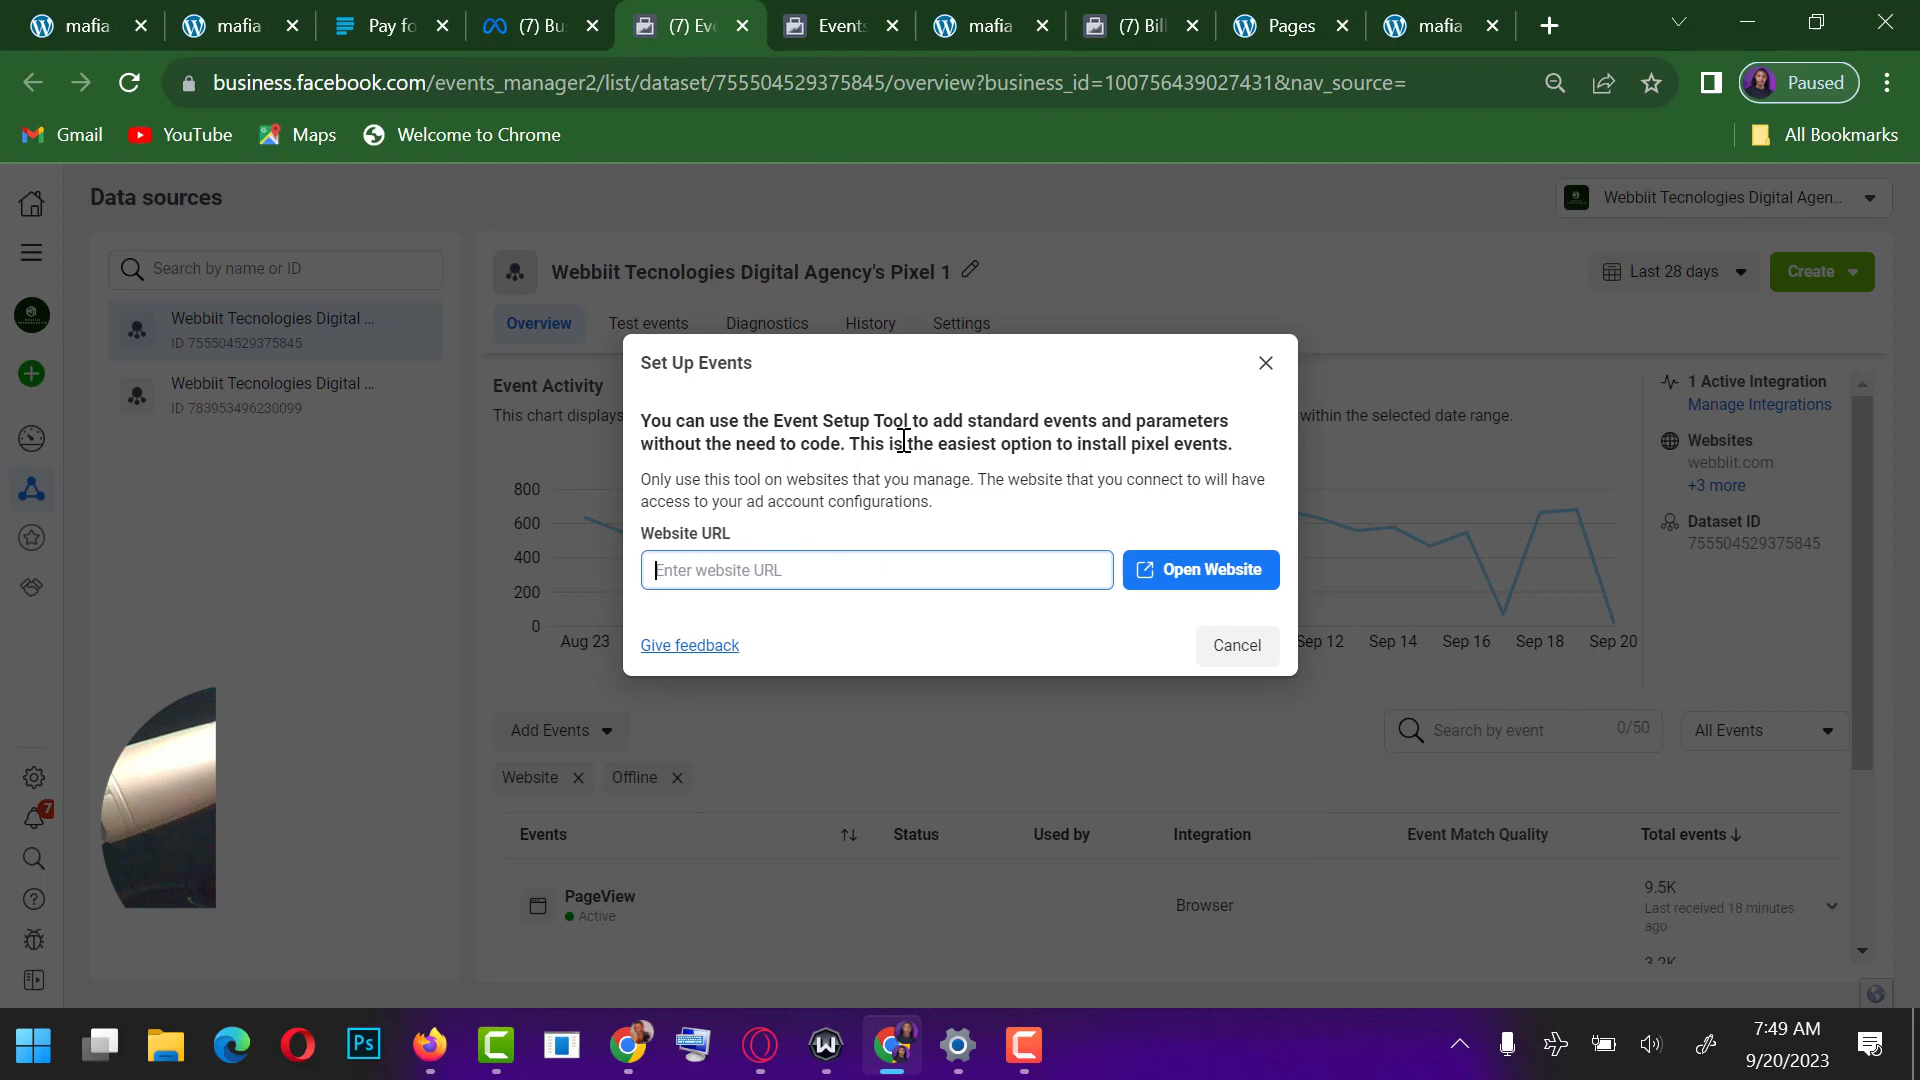 mafia
mafia
Pay fo
(7) Bu
(7) Eve
Events
mafia
(7) Bill
Pages
mafia
business.facebook.com/events_manager2/list/dataset/755504529375845/overview?business_id=100756439027431&nav_source=
Paused
Gmail
YouTube
Maps
Welcome to Chrome
All Bookmarks
Data sources
Webbiit Tecnologies Digital Agen...
Search by name or ID
Webbiit Tecnologies Digital ...
ID 755504529375845
Webbiit Tecnologies Digital ...
ID 783953496230099
Webbiit Tecnologies Digital Agency's Pixel 1
Last 28 days
Create
Overview
Test events
Diagnostics
History
Settings
Event Activity
This chart displays
within the selected date range.
800
600
400
200
0
Aug 23
Sep 12
Sep 14
Sep 16
Sep 18
Sep 20
1 Active Integration
Manage Integrations
Websites
webbiit.com
+3 more
Dataset ID
755504529375845
Set Up Events
You can use the Event Setup Tool to add standard events and parameters
without the need to code. This is the easiest option to install pixel events.
Only use this tool on websites that you manage. The website that you connect to will have
access to your ad account configurations.
Website URL
Enter website URL
Open Website
Give feedback
Cancel
Add Events
Search by event
0/50
All Events
Website
Offline
Events
Status
Used by
Integration
Event Match Quality
Total events
PageView
Active
Browser
9.5K
Last received 18 minutes
ago
3.2K
7
Ps
7:49 AM
9/20/2023